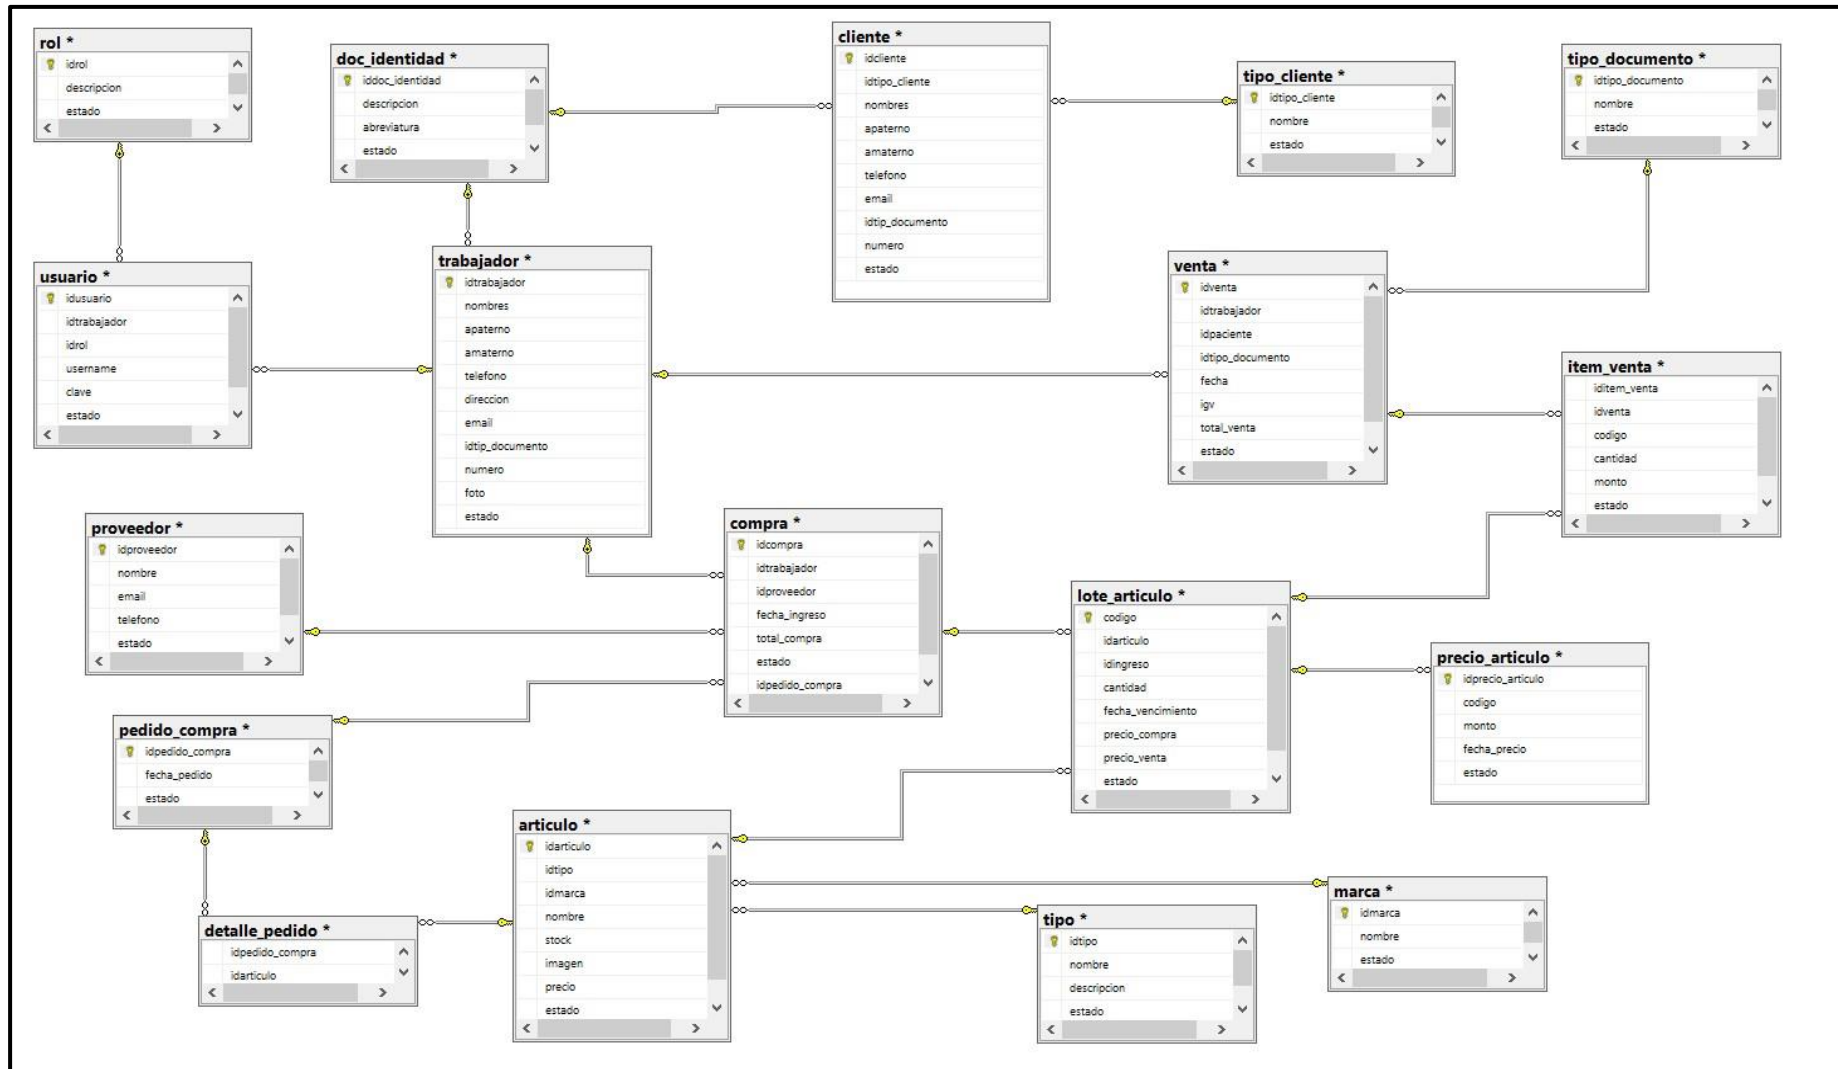 rol *
idrol
descripcion
estado
doc_identidad *
iddoc_identidad
descripcion
abreviatura
estado
cliente *
idcliente
idtipo_cliente
nombres
apaterno
amaterno
telefono
email
idtip_documento
numero
estado
tipo_cliente *
idtipo_cliente
nombre
estado
tipo_documento *
idtipo_documento
nombre
estado
usuario *
idusuario
idtrabajador
idrol
username
clave
estado
trabajador *
idtrabajador
nombres
apaterno
amaterno
telefono
direccion
email
idtip_documento
numero
foto
estado
venta *
idventa
idtrabajador
idpaciente
idtipo_documento
fecha
igv
total_venta
estado
item_venta *
iditem_venta
idventa
codigo
cantidad
monto
estado
proveedor *
idproveedor
nombre
email
telefono
estado
compra *
idcompra
idtrabajador
idproveedor
fecha_ingreso
total_compra
estado
idpedido_compra
lote_articulo *
codigo
idarticulo
idingreso
cantidad
fecha_vencimiento
precio_compra
precio_venta
estado
precio_articulo *
idprecio_articulo
codigo
monto
fecha_precio
estado
pedido_compra *
idpedido_compra
fecha_pedido
estado
articulo *
idarticulo
idtipo
idmarca
nombre
stock
imagen
precio
estado
detalle_pedido *
idpedido_compra
idarticulo
tipo *
idtipo
nombre
descripcion
estado
marca *
idmarca
nombre
estado